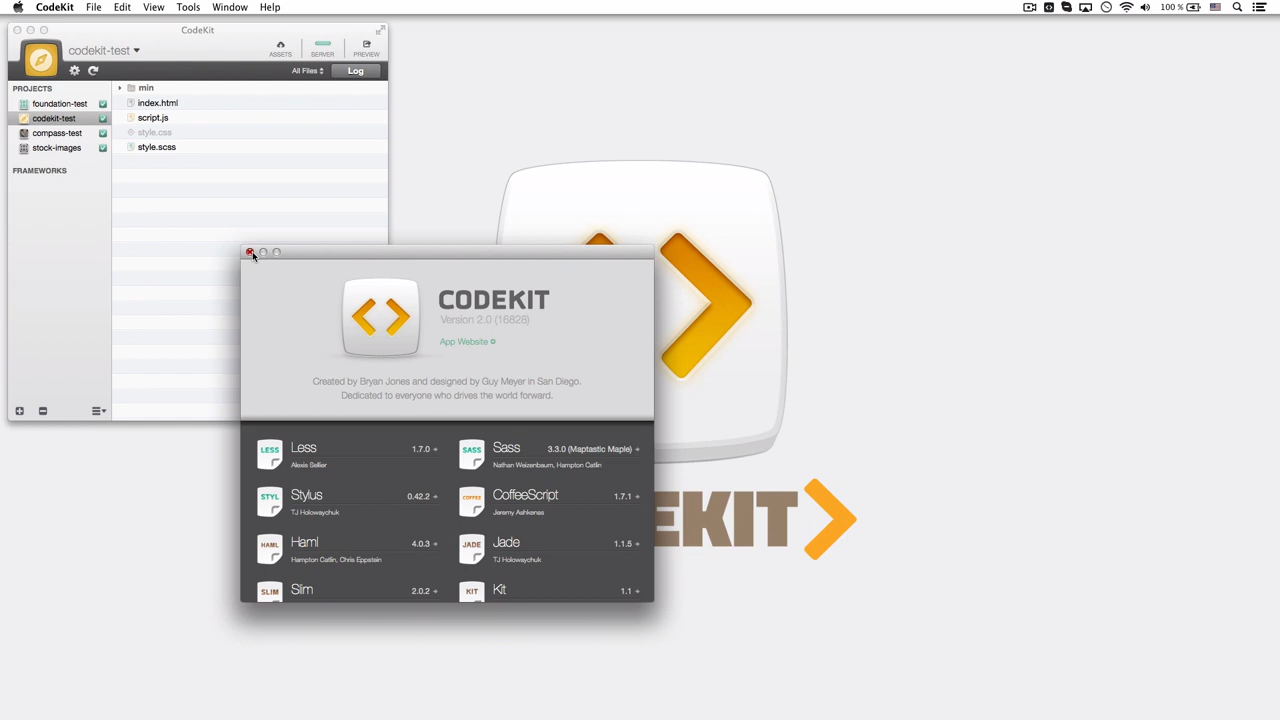 CodeKit File Edit View Tools Window Help 100 %
CodeKit
codekit-test
ASSETS SERVER PREVIEW
All Files Log
PROJECTS
foundation-test
codekit-test
compass-test
stock-images
FRAMEWORKS
min
index.html
script.js
style.css
style.scss
CODEKIT
Version 2.0 (16828)
App Website
Created by Bryan Jones and designed by Guy Meyer in San Diego.
Dedicated to everyone who drives the world forward.
LESS Less 1.7.0
Alexis Sellier
SASS Sass 3.3.0 (Maptastic Maple)
Nathan Weizenbaum, Hampton Catlin
STYL Stylus 0.42.2
TJ Holowaychuk
COFFEE CoffeeScript 1.7.1
Jeremy Ashkenas
HAML Haml 4.0.3
Hampton Catlin, Chris Eppstein
JADE Jade 1.1.5
TJ Holowaychuk
SLIM Slim 2.0.2
KIT Kit 1.1
EKIT